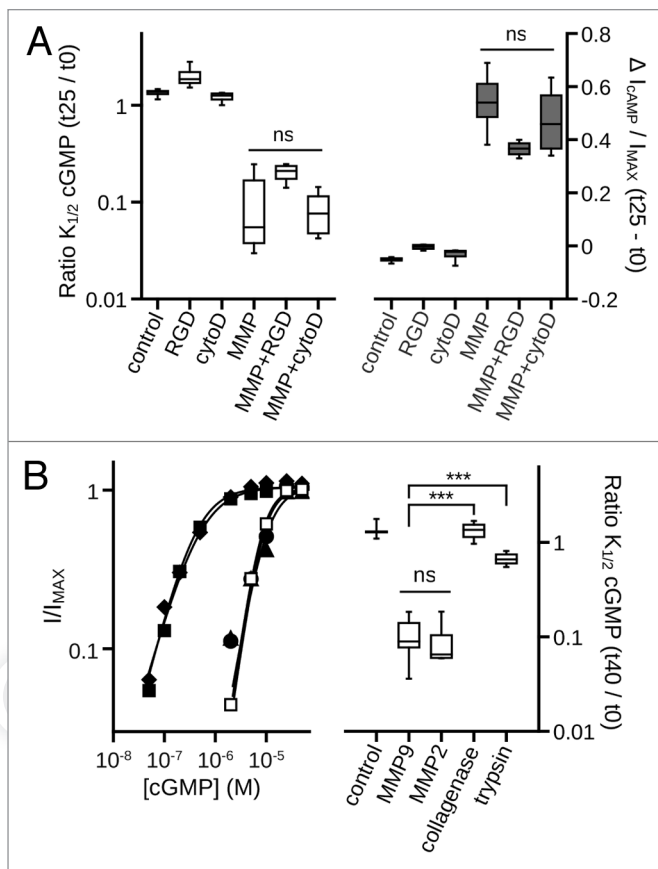 A
Ratio K1/2 cGMP (t25 / t0)
1
0.1
0.01
ns
control
RGD
cytoD
MMP
MMP+RGD
MMP+cytoD
ns
0.8
0.6
0.4
0.2
0
-0.2
Δ IcAMP / IMAX (t25 - t0)
control
RGD
cytoD
MMP
MMP+RGD
MMP+cytoD
B
I/IMAX
1
0.1
10-8
10-7
10-6
10-5
[cGMP] (M)
***
***
ns
1
0.1
0.01
Ratio K1/2 cGMP (t40 / t0)
control
MMP9
MMP2
collagenase
trypsin